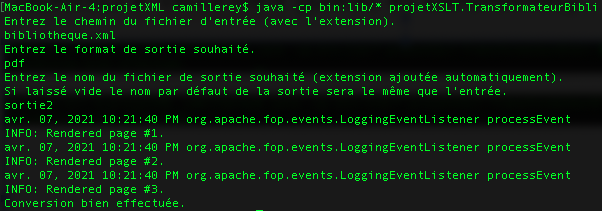 [MacBook-Air-4:projetXML camillerey$ java -cp bin:lib/* projetXSLT.TransformateurBibli
Entrez le chemin du fichier d'entrée (avec l'extension).
bibliotheque.xml
Entrez le format de sortie souhaité.
pdf
Entrez le nom du fichier de sortie souhaité (extension ajoutée automatiquement).
Si laissé vide le nom par défaut de la sortie sera le même que l'entrée.
sortie2
avr. 07, 2021 10:21:40 PM org.apache.fop.events.LoggingEventListener processEvent
INFO: Rendered page #1.
avr. 07, 2021 10:21:40 PM org.apache.fop.events.LoggingEventListener processEvent
INFO: Rendered page #2.
avr. 07, 2021 10:21:40 PM org.apache.fop.events.LoggingEventListener processEvent
INFO: Rendered page #3.
Conversion bien effectuée.